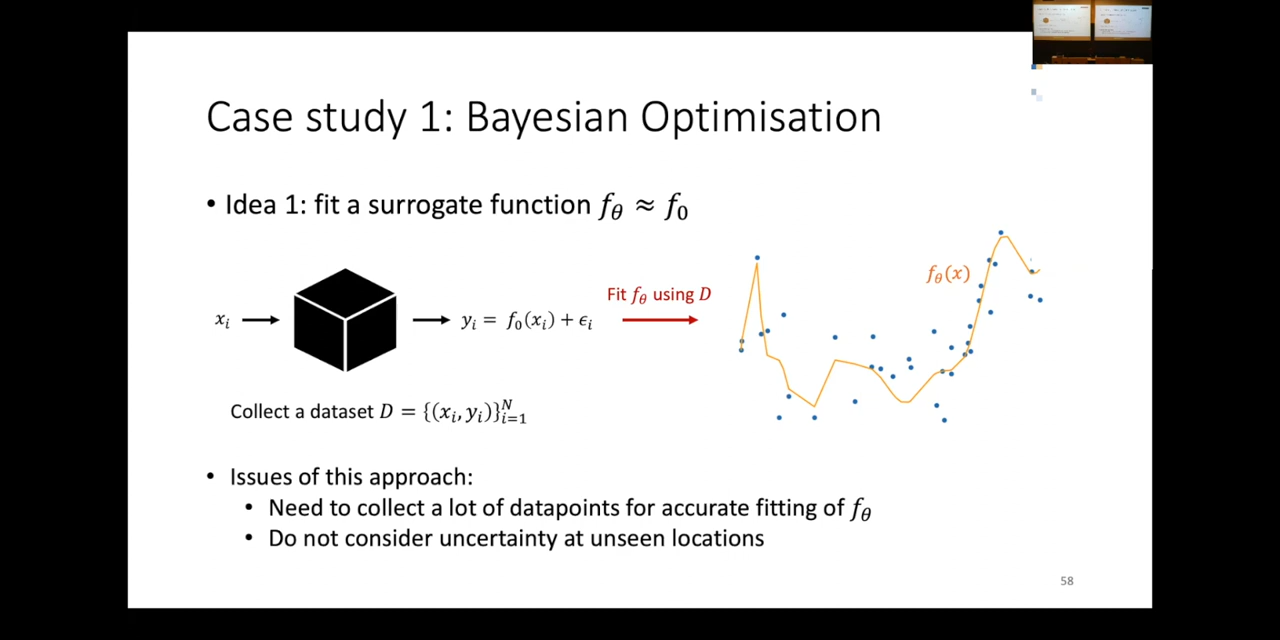 Case study 1: Bayesian Optimisation
• Idea 1: fit a surrogate function f_θ ≈ f_0
x_i
y_i = f_0(x_i) + ϵ_i
Fit f_θ using D
f_θ(x)
Collect a dataset D = {(x_i, y_i)}_{i=1}^N
• Issues of this approach:
• Need to collect a lot of datapoints for accurate fitting of f_θ
• Do not consider uncertainty at unseen locations
58